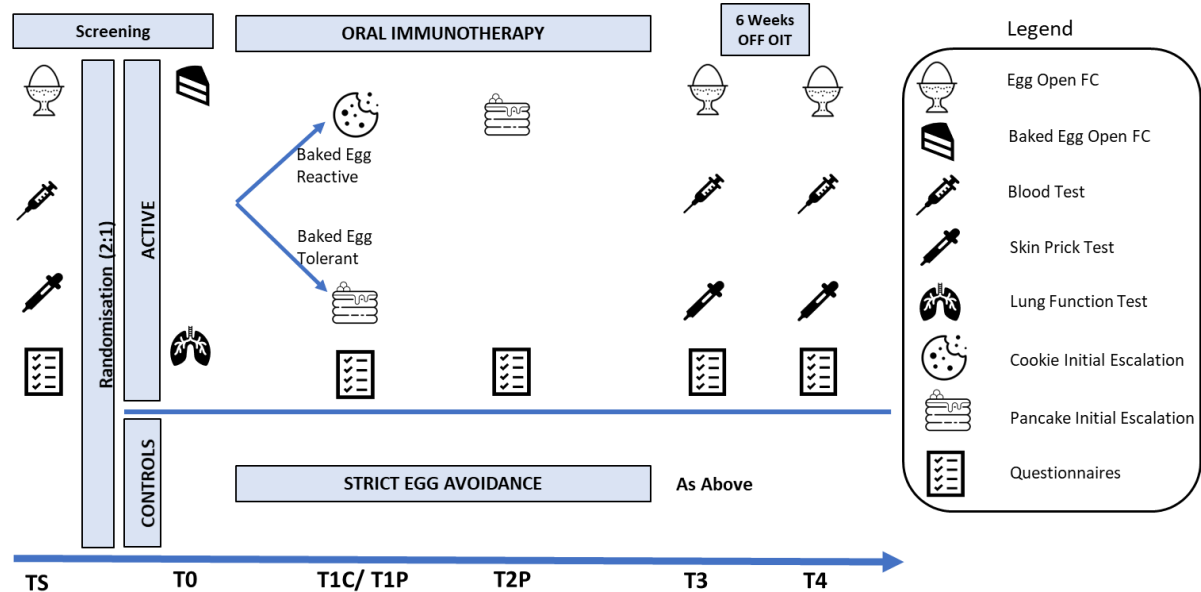 Screening
ORAL IMMUNOTHERAPY
6 Weeks
OFF OIT
Legend
Randomisation (2:1)
ACTIVE
Baked Egg
Reactive
Baked Egg
Tolerant
Egg Open FC
Baked Egg Open FC
Blood Test
Skin Prick Test
Lung Function Test
Cookie Initial Escalation
Pancake Initial Escalation
Questionnaires
CONTROLS
STRICT EGG AVOIDANCE
As Above
TS
T0
T1C/ T1P
T2P
T3
T4